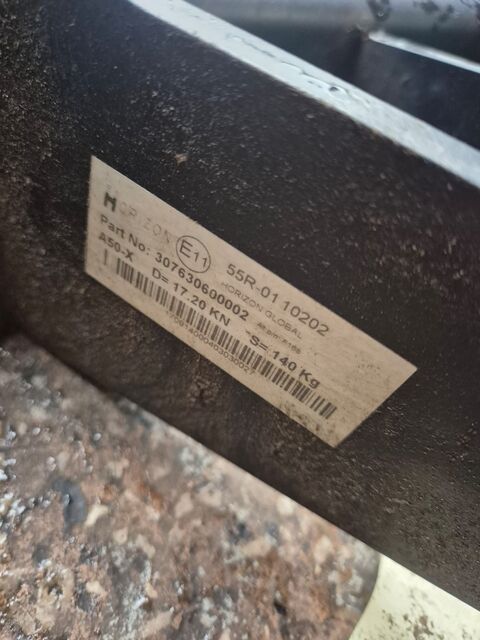 HORIZON E11 55R-01 10202
HORIZON GLOBAL
Part No: 307630600002
A50-X D= 17.20 KN S= 140 Kg